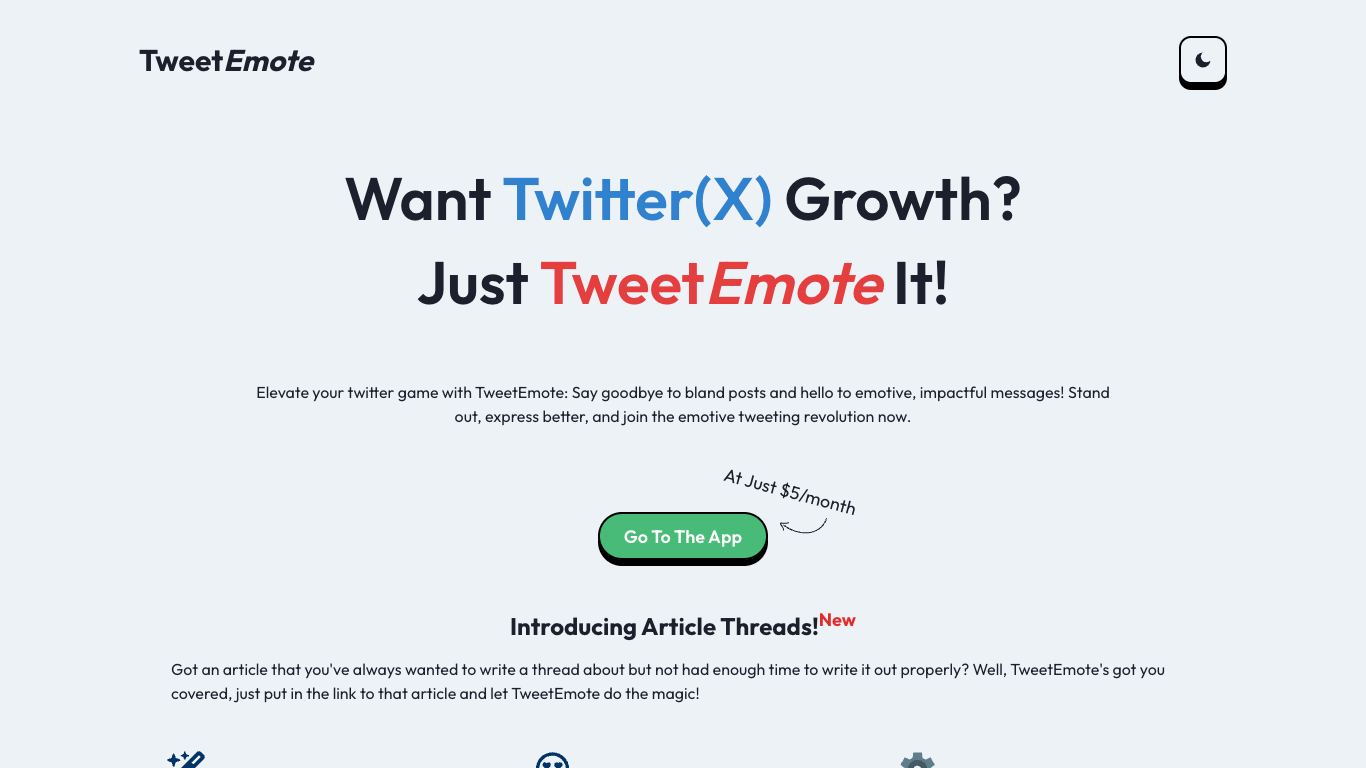 TweetEmote
Want Twitter(X) Growth?
Just TweetEmote It!
Elevate your twitter game with TweetEmote: Say goodbye to bland posts and hello to emotive, impactful messages! Stand
out, express better, and join the emotive tweeting revolution now.
At Just $5/month
Go To The App
Introducing Article Threads!New
Got an article that you've always wanted to write a thread about but not had enough time to write it out properly? Well, TweetEmote's got you
covered, just put in the link to that article and let TweetEmote do the magic!